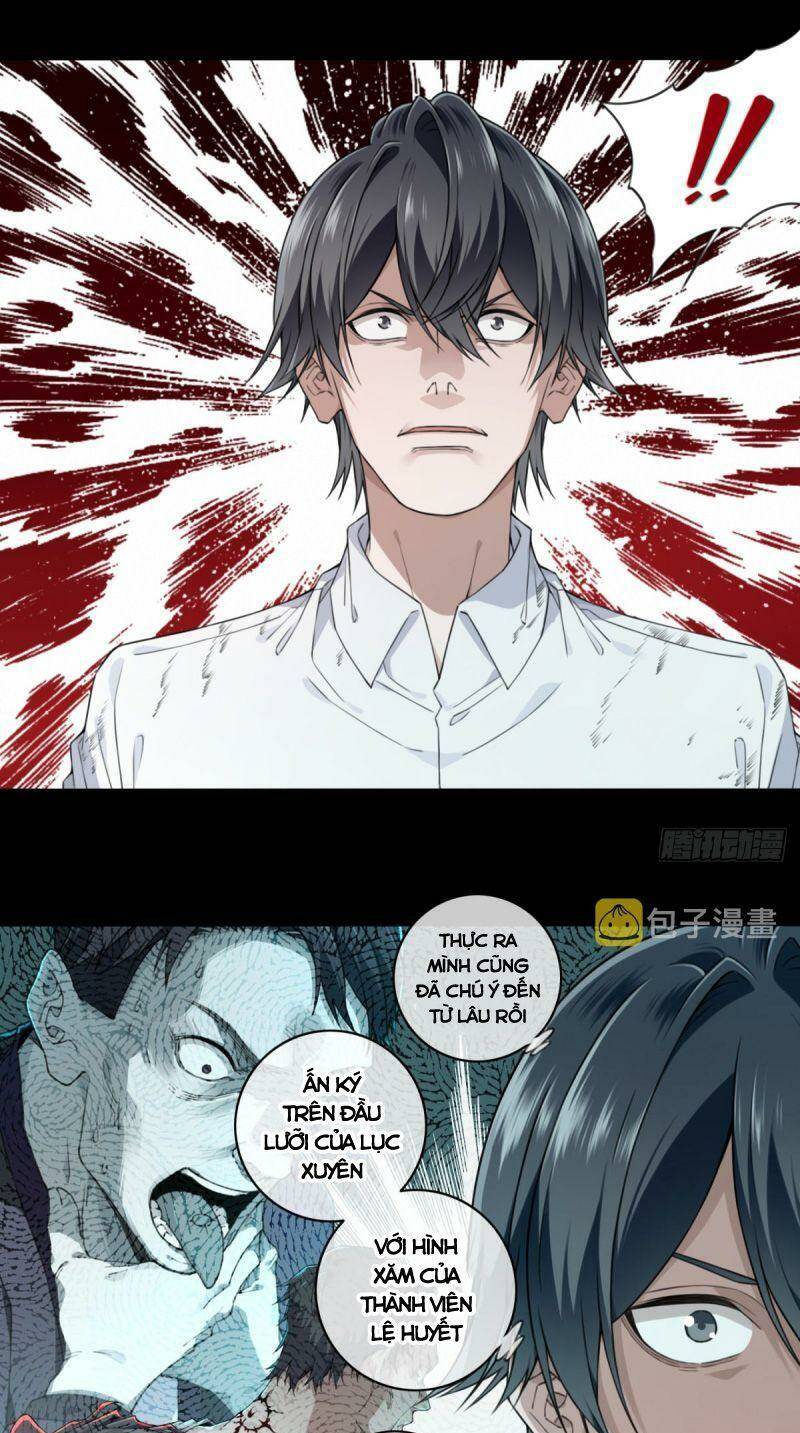 !!
腾讯动漫
包子漫畫
THỰC RA
MÌNH CŨNG
ĐÃ CHÚ Ý ĐẾN
TỪ LÂU RỒI
ẤN KÝ
TRÊN ĐẦU
LƯỠI CỦA LỤC
XUYÊN
VỚI HÌNH
XĂM CỦA
THÀNH VIÊN
LỆ HUYẾT